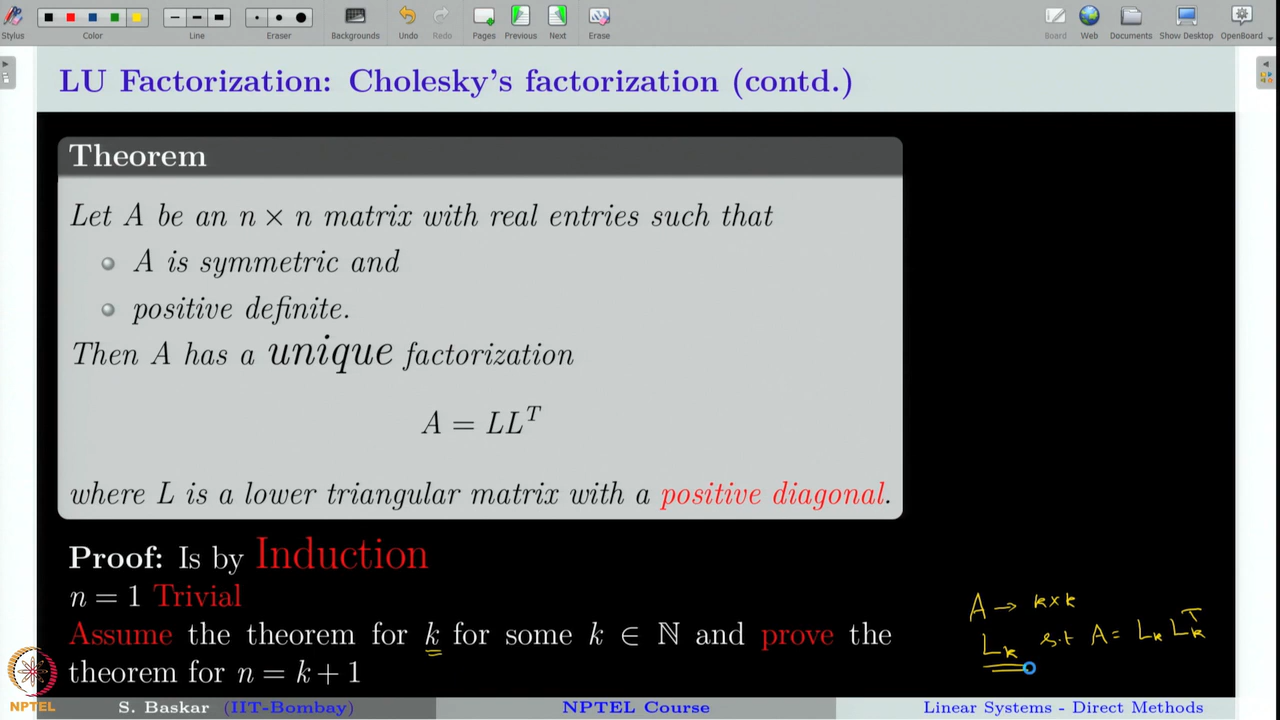 Stylus Color Line Eraser Backgrounds Undo Redo Pages Previous Next Erase Board Web Documents Show Desktop OpenBoard
LU Factorization: Cholesky's factorization (contd.)
Theorem
Let A be an n × n matrix with real entries such that
A is symmetric and
positive definite.
Then A has a unique factorization
A = LL^T
where L is a lower triangular matrix with a positive diagonal.
Proof: Is by Induction
n = 1 Trivial
Assume the theorem for k for some k ∈ ℕ and prove the
theorem for n = k + 1
A → k×k
L_k s.t A = L_k L_k^T
NPTEL
S. Baskar (IIT-Bombay) NPTEL Course Linear Systems - Direct Methods